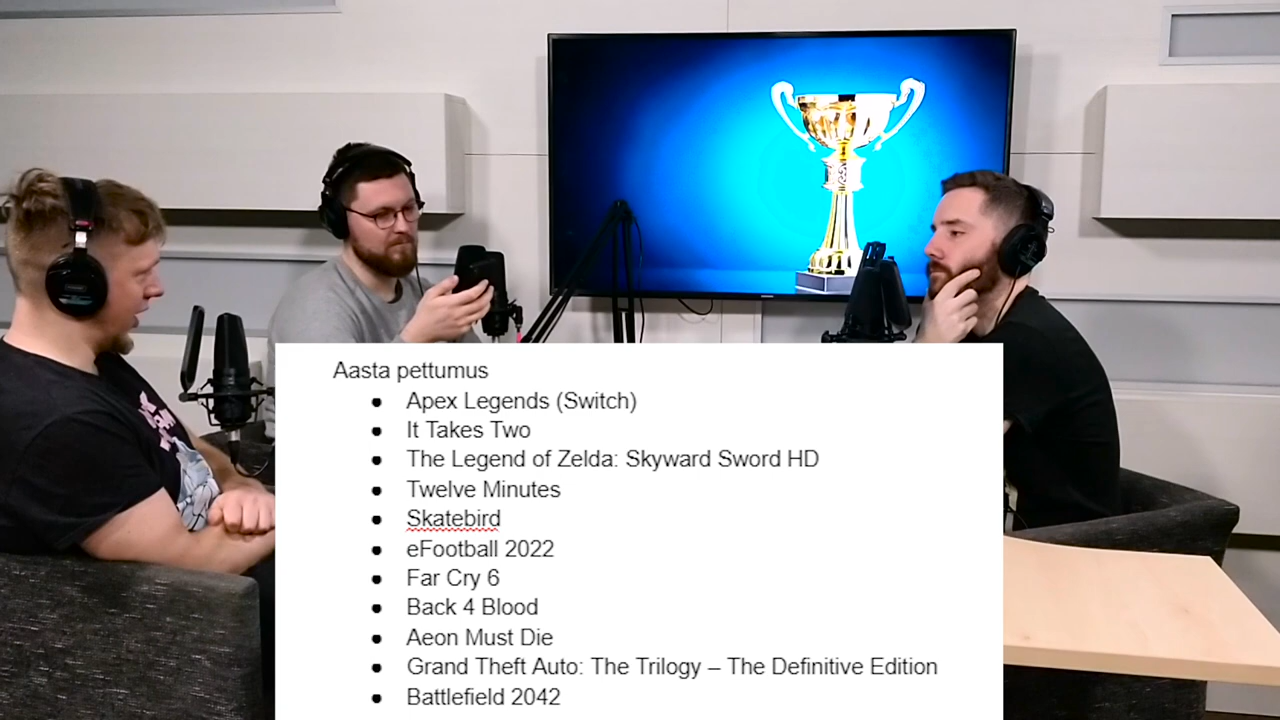 Aasta pettumus
● Apex Legends (Switch)
● It Takes Two
● The Legend of Zelda: Skyward Sword HD
● Twelve Minutes
● Skatebird
● eFootball 2022
● Far Cry 6
● Back 4 Blood
● Aeon Must Die
● Grand Theft Auto: The Trilogy – The Definitive Edition
● Battlefield 2042